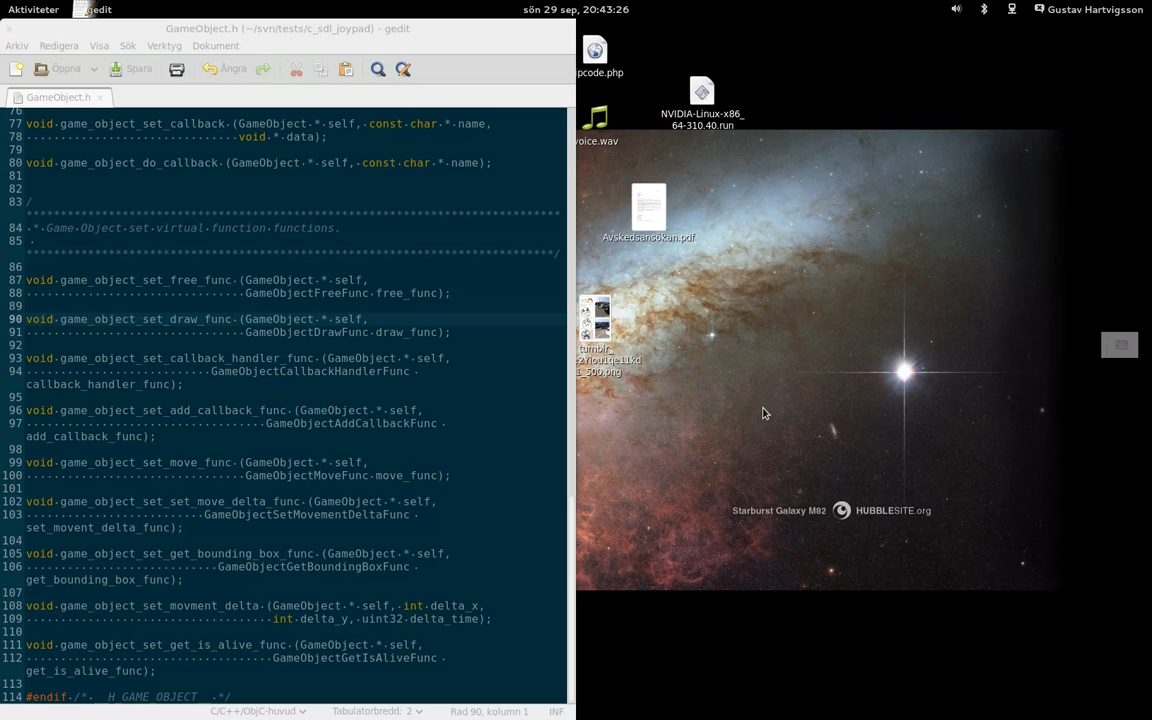 Aktiviteter
gedit
sön 29 sep, 20:43:26
Gustav Hartvigsson
GameObject.h (~/svn/tests/c_sdl_joypad) - gedit
Arkiv Redigera Visa Sök Verktyg Dokument
Öppna Spara Ångra
GameObject.h
76
77 void·game_object_set_callback·(GameObject·*·self,·const·char·*·name,
78 ·······························void·*·data);
79
80 void·game_object_do_callback·(GameObject·*·self,·const·char·*·name);
81
82
83 /
******************************************************************************
84 ·*·Game·Object·set·virtual·function·functions.
85 ·
*****************************************************************************/
86
87 void·game_object_set_free_func·(GameObject·*·self,
88 ································GameObjectFreeFunc·free_func);
89
90 void·game_object_set_draw_func·(GameObject·*·self,
91 ································GameObjectDrawFunc·draw_func);
92
93 void·game_object_set_callback_handler_func·(GameObject·*·self,
94 ···························GameObjectCallbackHandlerFunc·
callback_handler_func);
95
96 void·game_object_set_add_callback_func·(GameObject·*·self,
97 ···································GameObjectAddCallbackFunc·
add_callback_func);
98
99 void·game_object_set_move_func·(GameObject·*·self,
100 ································GameObjectMoveFunc·move_func);
101
102 void·game_object_set_set_move_delta_func·(GameObject·*·self,
103 ··························GameObjectSetMovementDeltaFunc·
set_movent_delta_func);
104
105 void·game_object_set_get_bounding_box_func·(GameObject·*·self,
106 ····························GameObjectGetBoundingBoxFunc·
get_bounding_box_func);
107
108 void·game_object_set_movment_delta·(GameObject·*·self,·int·delta_x,
109 ····································int·delta_y,·uint32·delta_time);
110
111 void·game_object_set_get_is_alive_func·(GameObject·*·self,
112 ····································GameObjectGetIsAliveFunc·
get_is_alive_func);
113
114 #endif·/*·__H_GAME_OBJECT__·*/
C/C++/ObjC-huvud Tabulatorbredd: 2 Rad 90, kolumn 1 INF
ipcode.php
NVIDIA-Linux-x86_
64-310.40.run
voice.wav
Avskedsansökan.pdf
tumblr_
1_500.png
Starburst Galaxy M82 HUBBLESITE.org